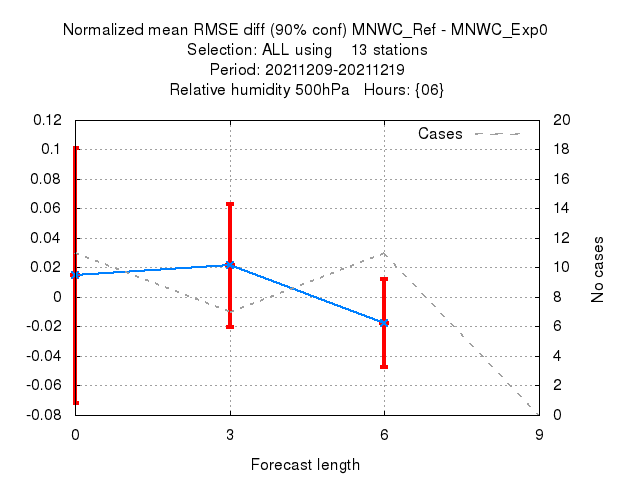 Normalized mean RMSE diff (90% conf) MNWC_Ref - MNWC_Exp0
Selection: ALL using    13 stations
Period: 20211209-20211219
Relative humidity 500hPa   Hours: {06}
Cases
0.12
0.1
0.08
0.06
0.04
0.02
0
-0.02
-0.04
-0.06
-0.08
20
18
16
14
12
10
8
6
4
2
0
No cases
0 3 6 9
Forecast length